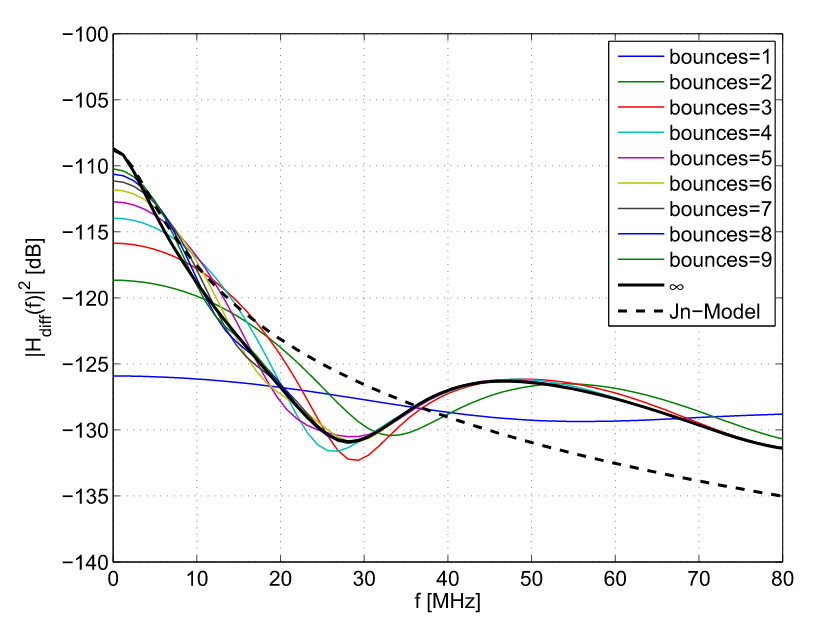 −100
−105
−110
−115
−120
−125
−130
−135
−140
|H_diff(f)|² [dB]
0 10 20 30 40 50 60 70 80
f [MHz]
bounces=1
bounces=2
bounces=3
bounces=4
bounces=5
bounces=6
bounces=7
bounces=8
bounces=9
∞
Jn−Model